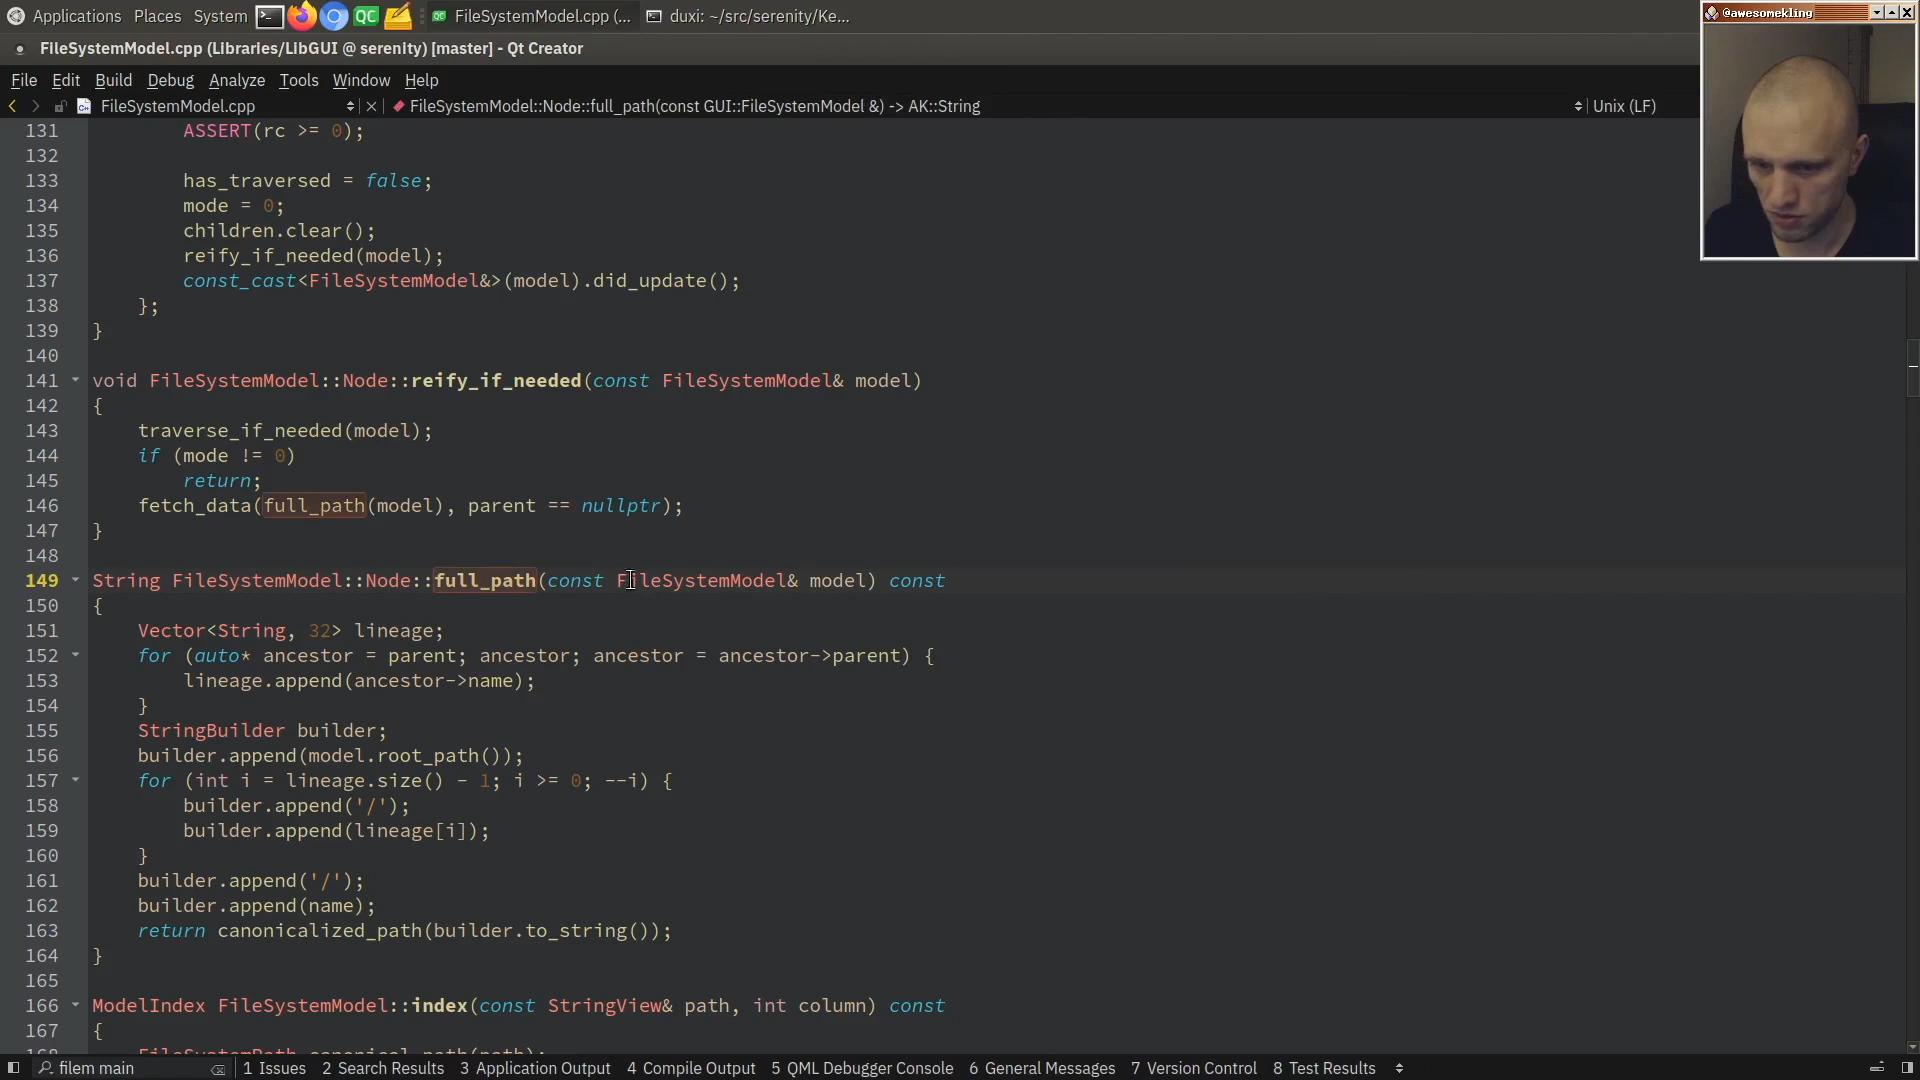 Applications Places System FileSystemModel.cpp (... duxi: ~/src/serenity/Ke...
@awesomekling
FileSystemModel.cpp (Libraries/LibGUI @ serenity) [master] - Qt Creator
File Edit Build Debug Analyze Tools Window Help
FileSystemModel.cpp FileSystemModel::Node::full_path(const GUI::FileSystemModel &) -> AK::String Unix (LF)
131 ASSERT(rc >= 0);
132
133 has_traversed = false;
134 mode = 0;
135 children.clear();
136 reify_if_needed(model);
137 const_cast<FileSystemModel&>(model).did_update();
138 };
139 }
140
141 void FileSystemModel::Node::reify_if_needed(const FileSystemModel& model)
142 {
143 traverse_if_needed(model);
144 if (mode != 0)
145 return;
146 fetch_data(full_path(model), parent == nullptr);
147 }
148
149 String FileSystemModel::Node::full_path(const FileSystemModel& model) const
150 {
151 Vector<String, 32> lineage;
152 for (auto* ancestor = parent; ancestor; ancestor = ancestor->parent) {
153 lineage.append(ancestor->name);
154 }
155 StringBuilder builder;
156 builder.append(model.root_path());
157 for (int i = lineage.size() - 1; i >= 0; --i) {
158 builder.append('/');
159 builder.append(lineage[i]);
160 }
161 builder.append('/');
162 builder.append(name);
163 return canonicalized_path(builder.to_string());
164 }
165
166 ModelIndex FileSystemModel::index(const StringView& path, int column) const
167 {
168 FileSystemPath canonical_path(path);
filem main 1 Issues 2 Search Results 3 Application Output 4 Compile Output 5 QML Debugger Console 6 General Messages 7 Version Control 8 Test Results